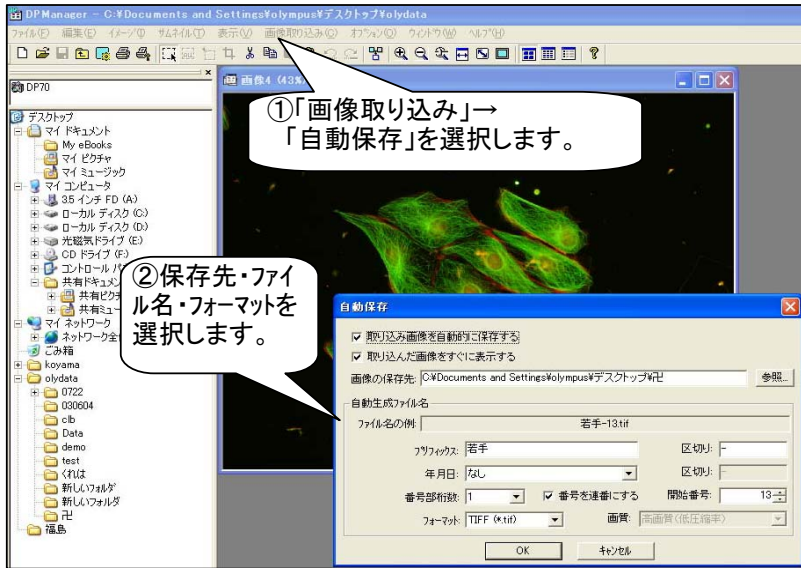 DPManager - C:¥Documents and Settings¥olympus¥デスクトップ¥olydata
ファイル(F) 編集(E) イメージ(I) サムネイル(T) 表示(V) 画像取り込み(C) オプション(O) ウィンドウ(W) ヘルプ(H)
DP70
画像4 (43%)
①「画像取り込み」→
「自動保存」を選択します。
デスクトップ
マイ ドキュメント
My eBooks
マイ ピクチャ
マイ ミュージック
マイ コンピュータ
3.5 インチ FD (A:)
ローカル ディスク (C:)
ローカル ディスク (D:)
光磁気ドライブ (E:)
CD ドライブ (F:)
コントロール
共有ドキュメン
共有ピクチ
共有ミュー
マイ ネットワーク
ネットワーク全
ごみ箱
koyama
olydata
0722
030604
clb
Data
demo
test
くれは
新しいフォルダ
新しいフォルダ
卍
福島
②保存先・ファイ
ル名・フォーマットを
選択します。
自動保存
取り込み画像を自動的に保存する
取り込んだ画像をすぐに表示する
画像の保存先: C:¥Documents and Settings¥olympus¥デスクトップ¥卍 参照...
自動生成ファイル名
ファイル名の例: 若手-13.tif
プリフィックス: 若手 区切り: -
年月日: なし 区切り: -
番号部桁数: 1 番号を連番にする 開始番号: 13
フォーマット: TIFF (*.tif) 画質: 高画質(低圧縮率)
OK キャンセル